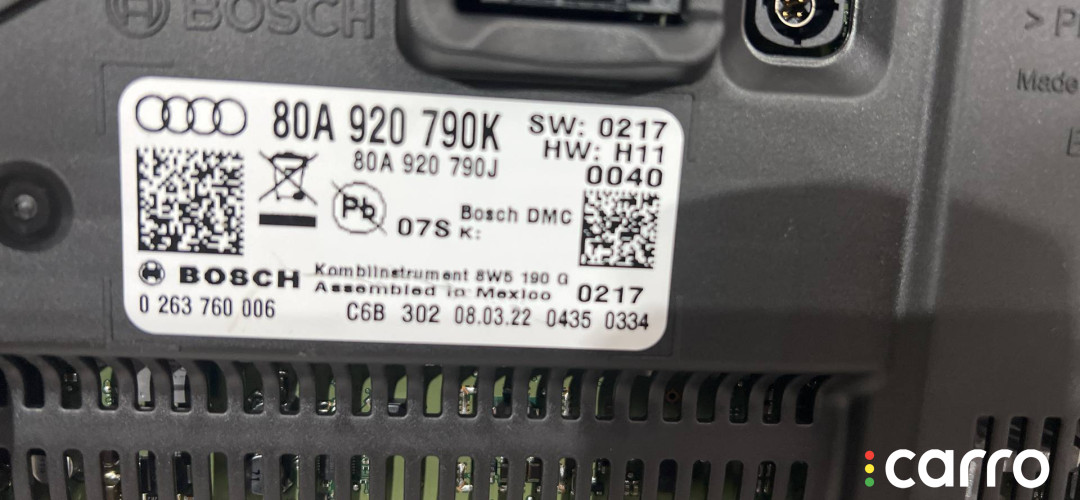 BOSCH
> P
Made
80A 920 790K
SW: 0217
HW: H11
80A 920 790J
0040
Pb
07S
Bosch DMC
K:
BOSCH
Kombiinstrument 8W5 190 G
Assembled in Mexico
0217
0 263 760 006
C6B 302 08.03.22 0435 0334
carro